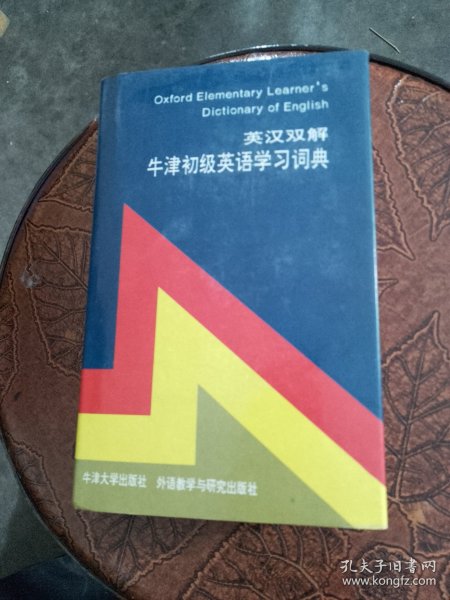 Oxford Elementary Learner's
Dictionary of English
英汉双解
牛津初级英语学习词典
牛津大学出版社 外语教学与研究出版社
孔夫子旧书网
www.kongfz.com